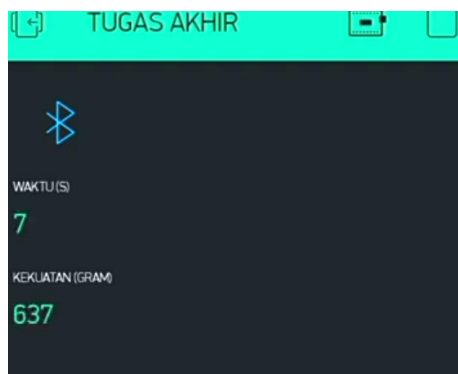 TUGAS AKHIR
WAKTU (S)
7
KEKUATAN (GRAM)
637